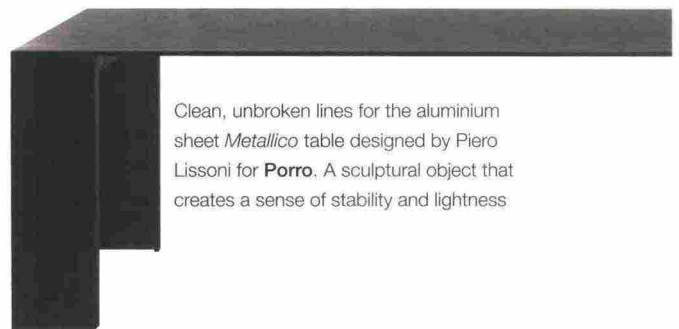 Clean, unbroken lines for the aluminium
sheet Metallico table designed by Piero
Lissoni for Porro. A sculptural object that
creates a sense of stability and lightness